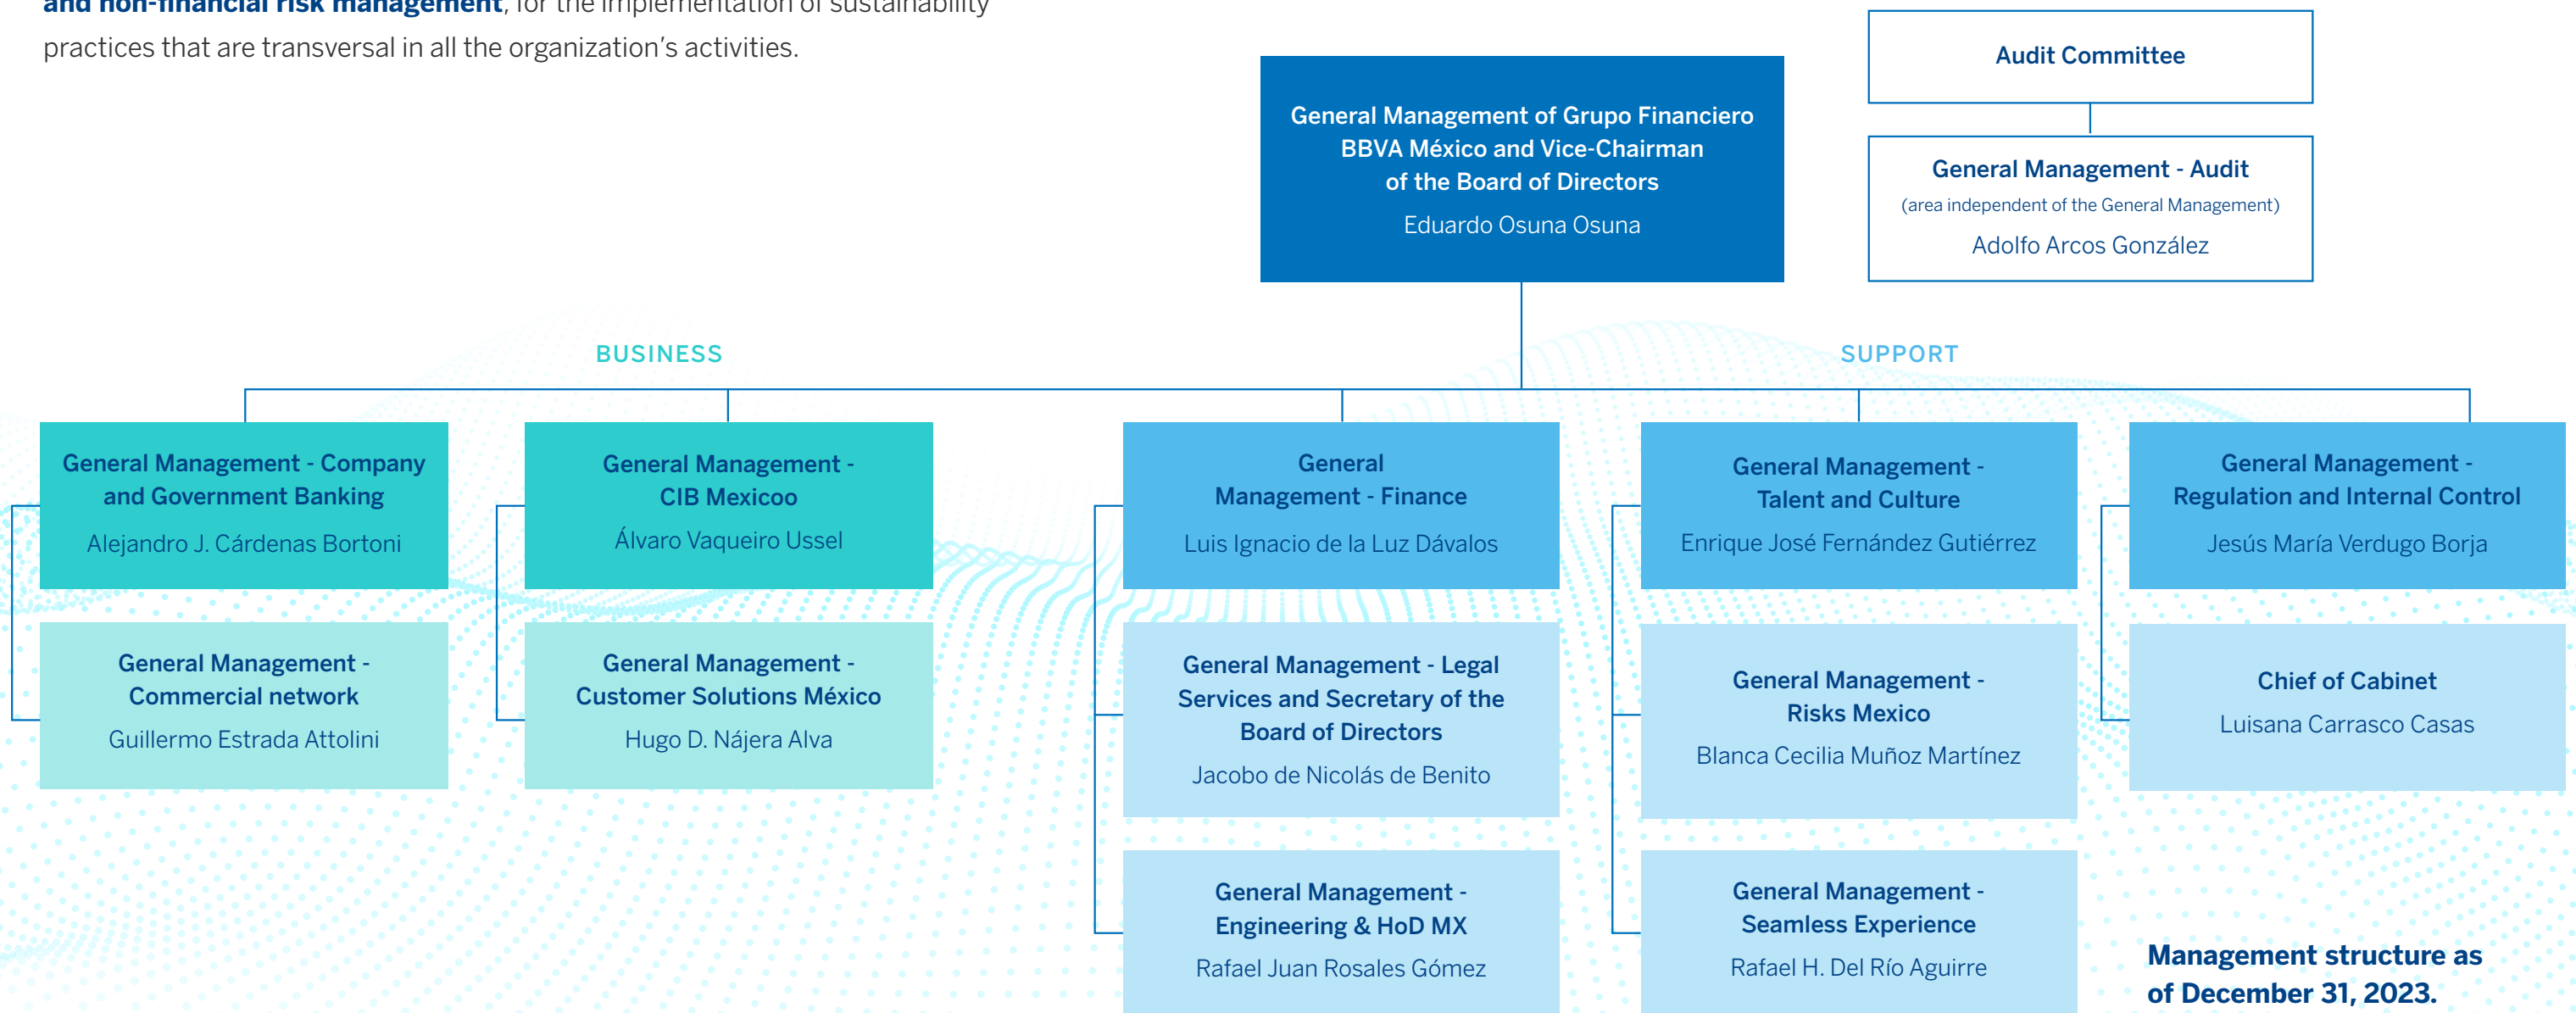 and non-financial risk management, for the implementation of sustainability
practices that are transversal in all the organization's activities.
Audit Committee
General Management of Grupo Financiero
BBVA México and Vice-Chairman
of the Board of Directors
Eduardo Osuna Osuna
General Management - Audit
(area independent of the General Management)
Adolfo Arcos González
BUSINESS
SUPPORT
General Management - Company
and Government Banking
Alejandro J. Cárdenas Bortoni
General Management -
CIB Mexicoo
Álvaro Vaqueiro Ussel
General
Management - Finance
Luis Ignacio de la Luz Dávalos
General Management -
Talent and Culture
Enrique José Fernández Gutiérrez
General Management -
Regulation and Internal Control
Jesús María Verdugo Borja
General Management -
Commercial network
Guillermo Estrada Attolini
General Management -
Customer Solutions México
Hugo D. Nájera Alva
General Management - Legal
Services and Secretary of the
Board of Directors
Jacobo de Nicolás de Benito
General Management -
Risks Mexico
Blanca Cecilia Muñoz Martínez
Chief of Cabinet
Luisana Carrasco Casas
General Management -
Engineering & HoD MX
Rafael Juan Rosales Gómez
General Management -
Seamless Experience
Rafael H. Del Río Aguirre
Management structure as
of December 31, 2023.